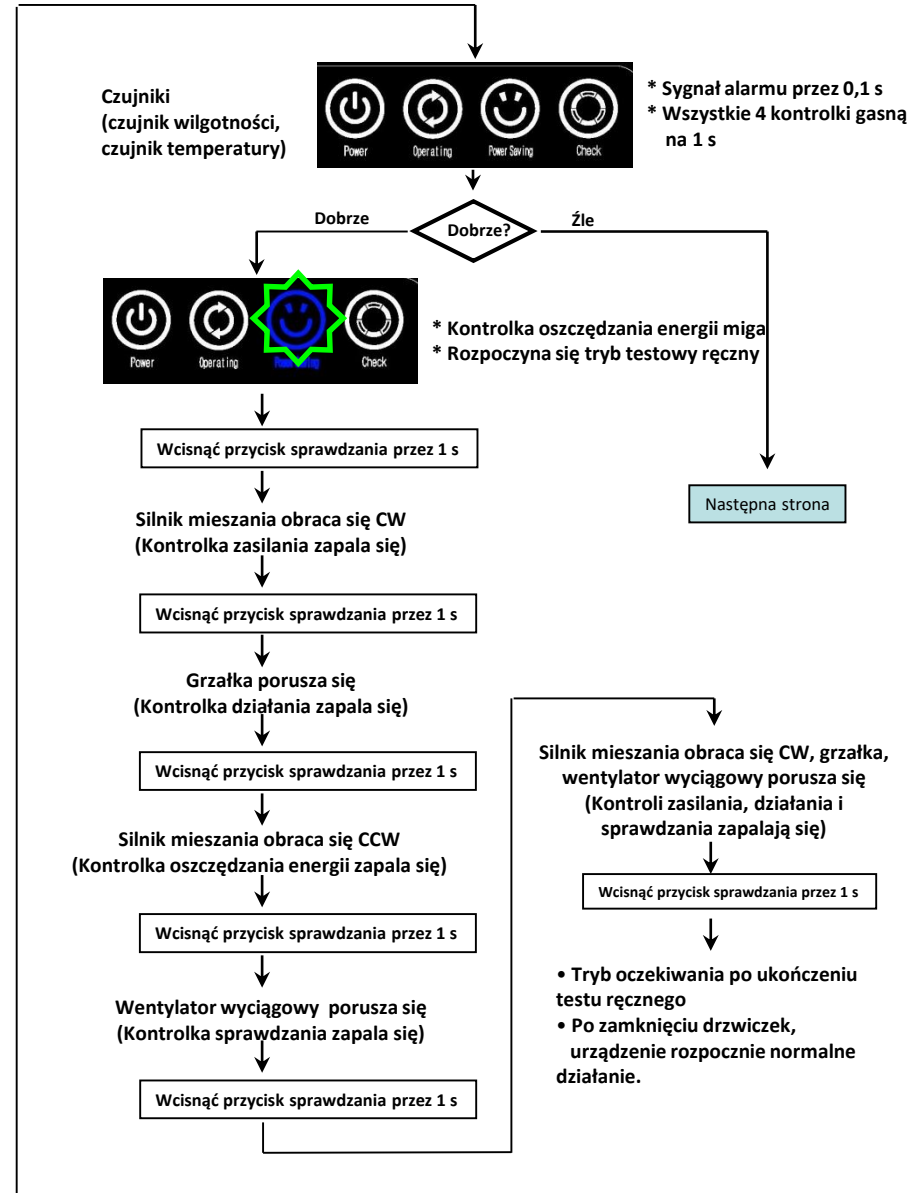 Czujniki
(czujnik wilgotności,
czujnik temperatury)
Power Operating Power Saving Check
* Sygnał alarmu przez 0,1 s
* Wszystkie 4 kontrolki gasną
na 1 s
Dobrze
Dobrze?
Źle
Power Operating Power Saving Check
* Kontrolka oszczędzania energii miga
* Rozpoczyna się tryb testowy ręczny
Wcisnąć przycisk sprawdzania przez 1 s
Następna strona
Silnik mieszania obraca się CW
(Kontrolka zasilania zapala się)
Wcisnąć przycisk sprawdzania przez 1 s
Grzałka porusza się
(Kontrolka działania zapala się)
Wcisnąć przycisk sprawdzania przez 1 s
Silnik mieszania obraca się CCW
(Kontrolka oszczędzania energii zapala się)
Wcisnąć przycisk sprawdzania przez 1 s
Wentylator wyciągowy porusza się
(Kontrolka sprawdzania zapala się)
Wcisnąć przycisk sprawdzania przez 1 s
Silnik mieszania obraca się CW, grzałka,
wentylator wyciągowy porusza się
(Kontroli zasilania, działania i
sprawdzania zapalają się)
Wcisnąć przycisk sprawdzania przez 1 s
• Tryb oczekiwania po ukończeniu
testu ręcznego
• Po zamknięciu drzwiczek,
urządzenie rozpocznie normalne
działanie.